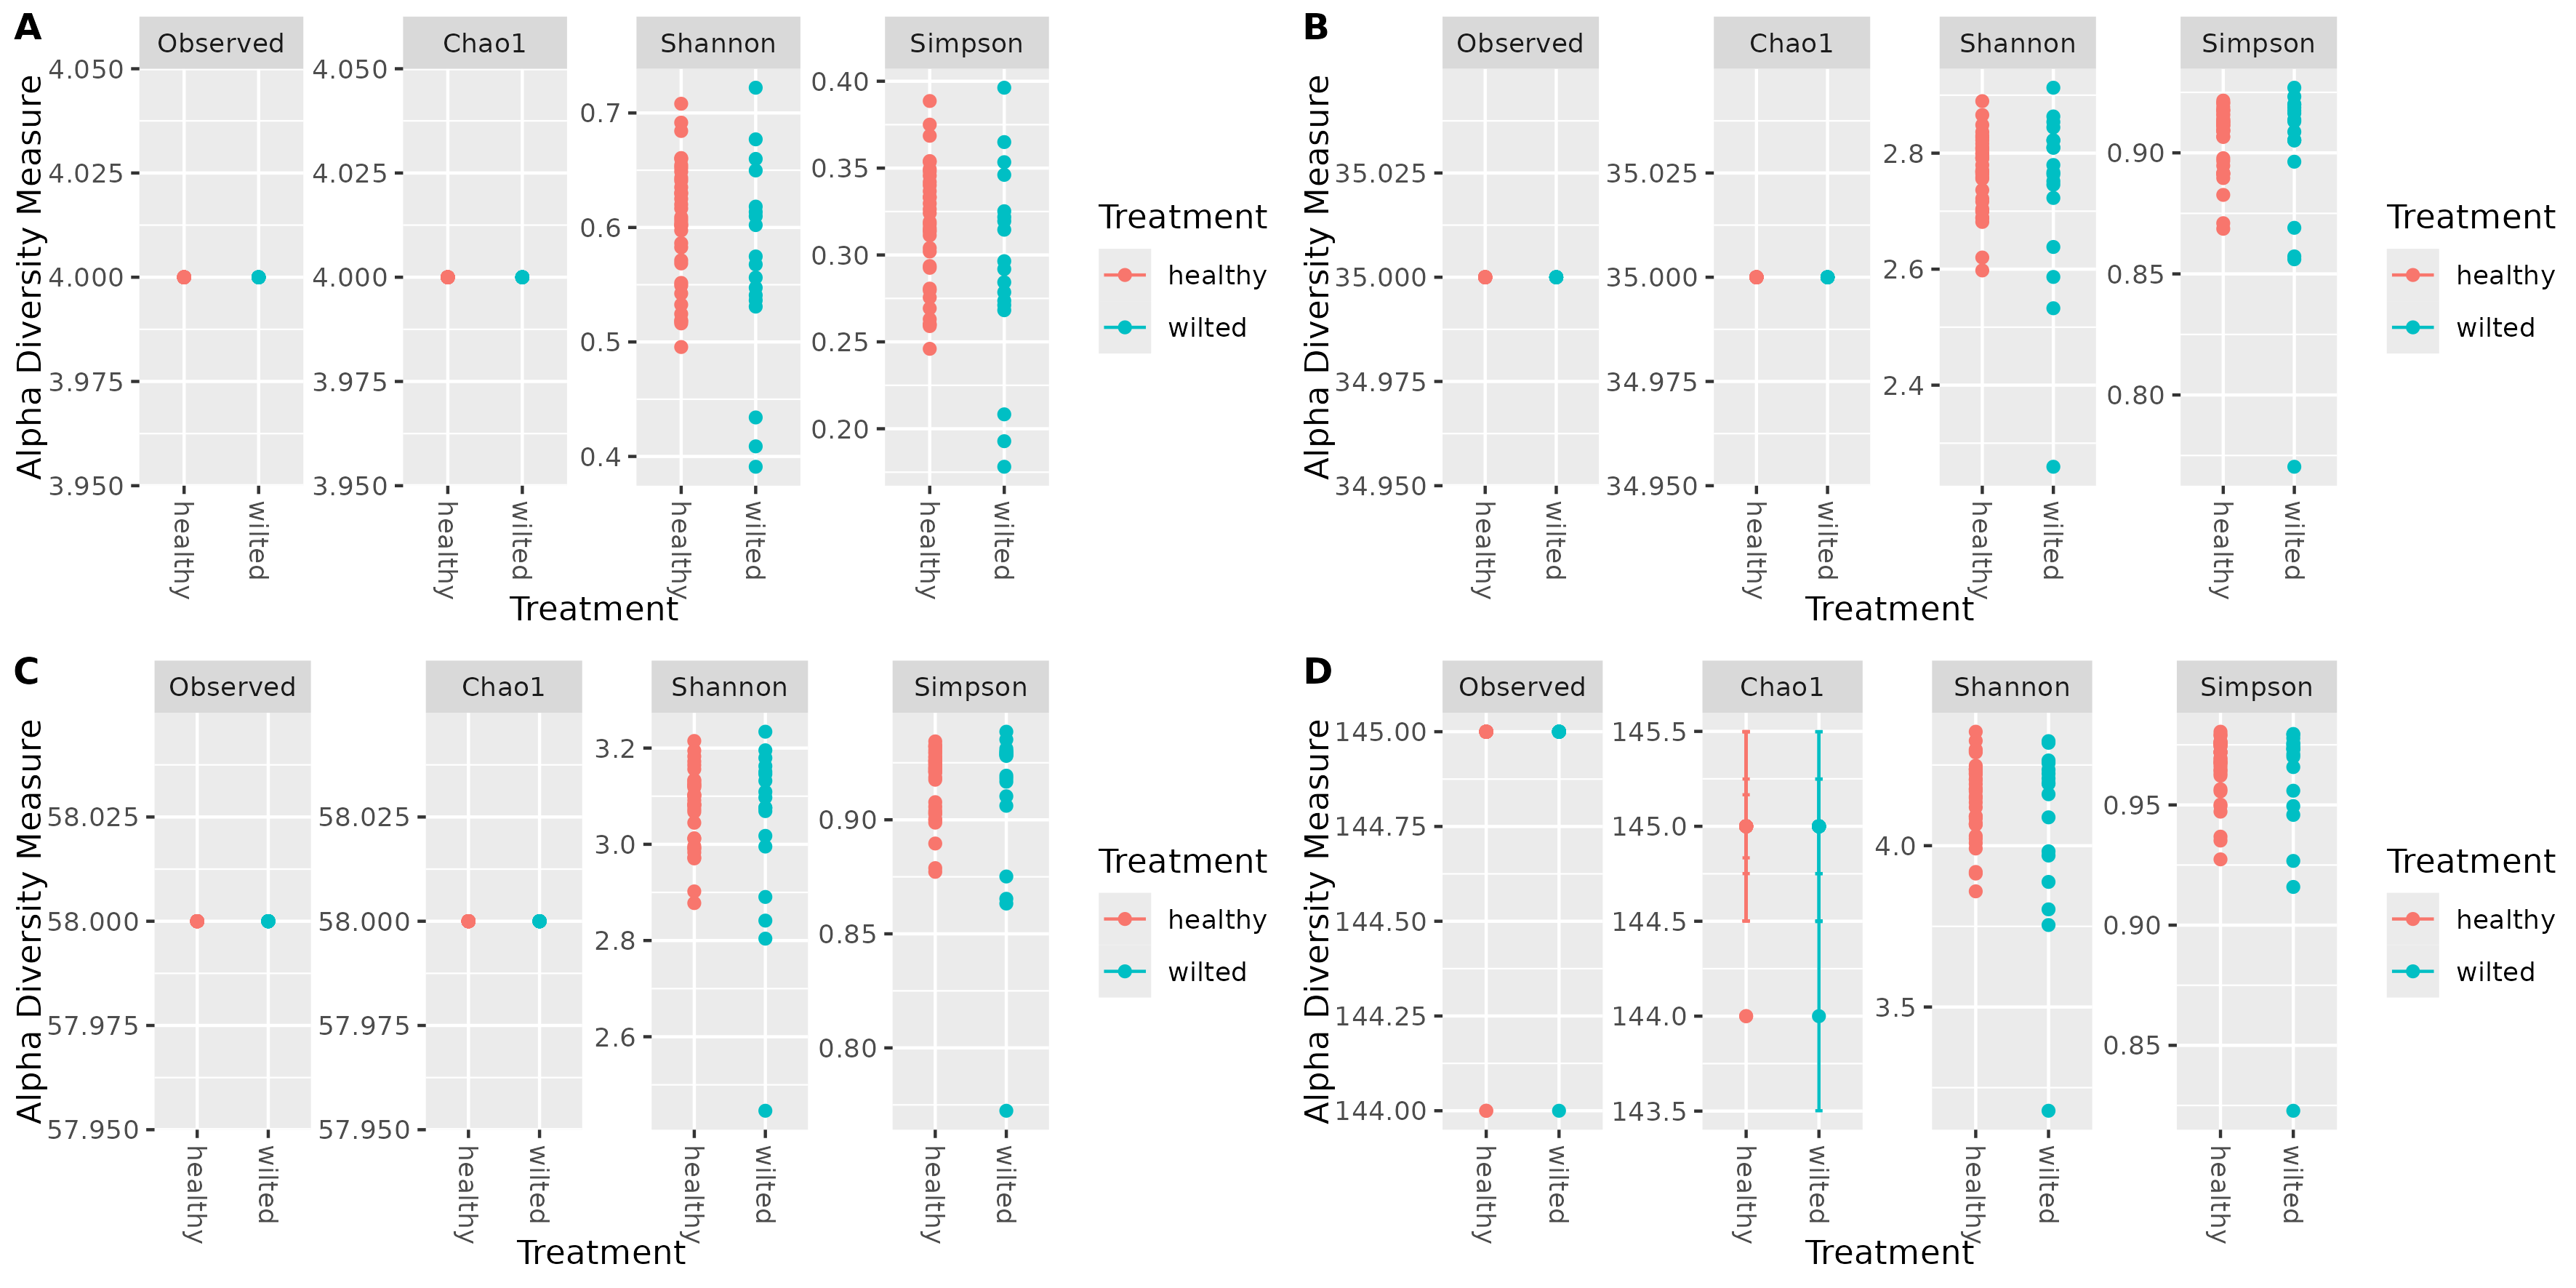 A
Observed Chao1 Shannon Simpson
Alpha Diversity Measure
4.050 4.025 4.000 3.975 3.950
4.050 4.025 4.000 3.975 3.950
0.7 0.6 0.5 0.4
0.40 0.35 0.30 0.25 0.20
healthy wilted healthy wilted healthy wilted healthy wilted
Treatment
Treatment
healthy
wilted
B
Observed Chao1 Shannon Simpson
Alpha Diversity Measure
35.025 35.000 34.975 34.950
35.025 35.000 34.975 34.950
2.8 2.6 2.4
0.90 0.85 0.80
healthy wilted healthy wilted healthy wilted healthy wilted
Treatment
Treatment
healthy
wilted
C
Observed Chao1 Shannon Simpson
Alpha Diversity Measure
58.025 58.000 57.975 57.950
58.025 58.000 57.975 57.950
3.2 3.0 2.8 2.6
0.90 0.85 0.80
healthy wilted healthy wilted healthy wilted healthy wilted
Treatment
Treatment
healthy
wilted
D
Observed Chao1 Shannon Simpson
Alpha Diversity Measure
145.00 144.75 144.50 144.25 144.00
145.5 145.0 144.5 144.0 143.5
4.0 3.5
0.95 0.90 0.85
healthy wilted healthy wilted healthy wilted healthy wilted
Treatment
Treatment
healthy
wilted